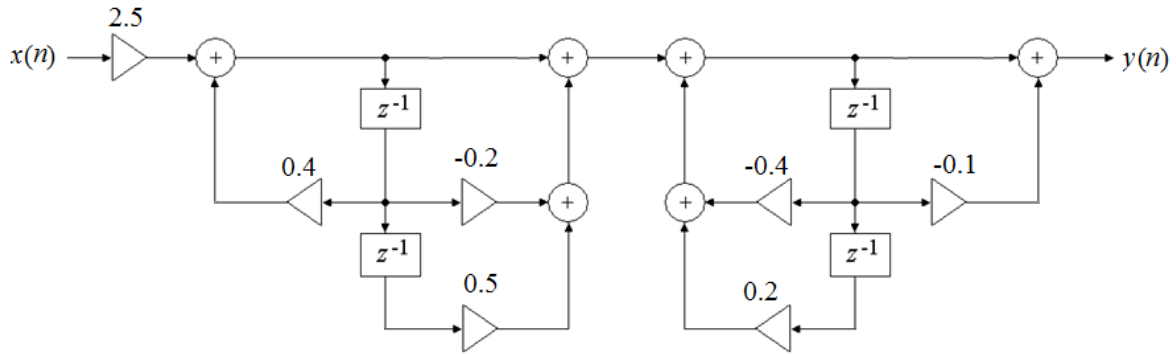 2.5
x(n) + + + + y(n)
z⁻¹ z⁻¹
0.4 -0.2 -0.4 -0.1
+ +
z⁻¹ z⁻¹
0.5 0.2